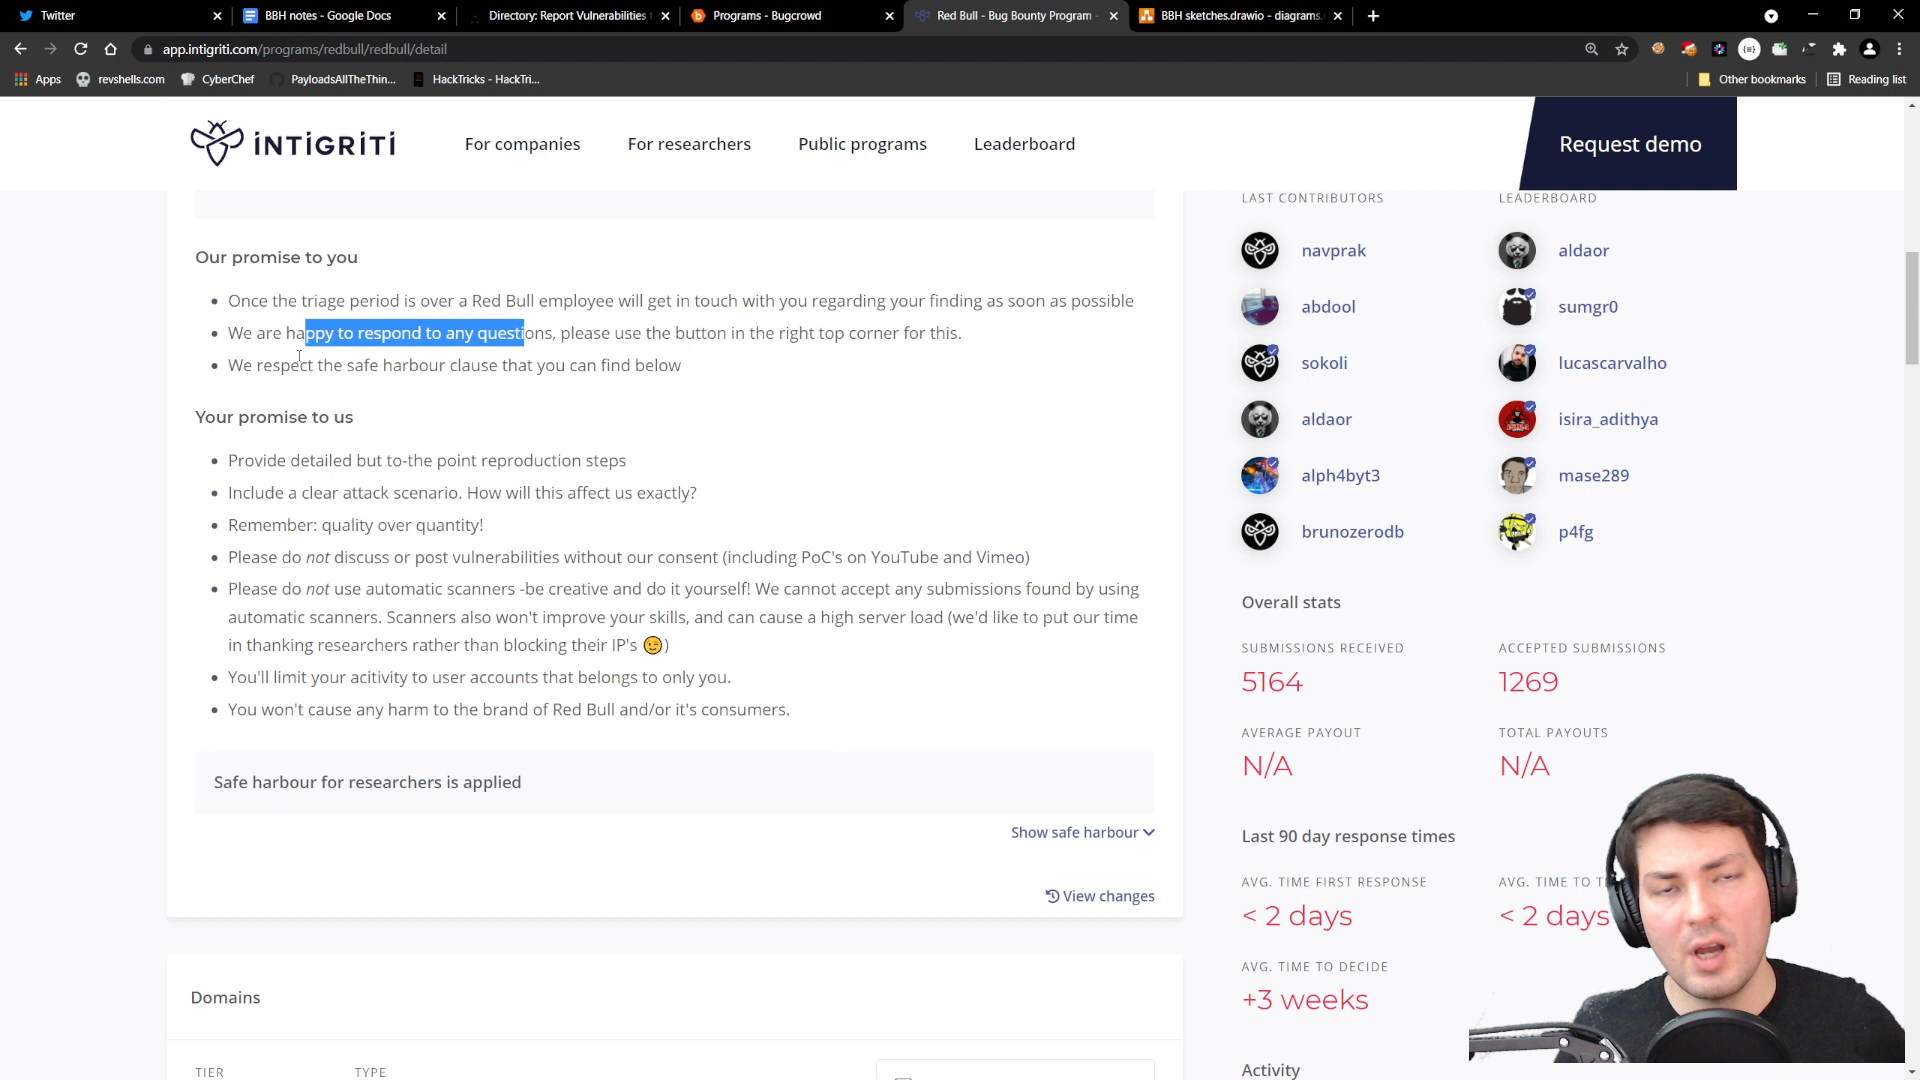 Twitter
BBH notes - Google Docs
Directory: Report Vulnerabilities
Programs - Bugcrowd
Red Bull - Bug Bounty Program -
BBH sketches.drawio - diagrams.
app.intigriti.com/programs/redbull/redbull/detail
Apps
revshells.com
CyberChef
PayloadsAllTheThin...
HackTricks - HackTri...
Other bookmarks
Reading list
INTIGRITI
For companies
For researchers
Public programs
Leaderboard
Request demo
Our promise to you
• Once the triage period is over a Red Bull employee will get in touch with you regarding your finding as soon as possible
• We are happy to respond to any questions, please use the button in the right top corner for this.
• We respect the safe harbour clause that you can find below
Your promise to us
• Provide detailed but to-the point reproduction steps
• Include a clear attack scenario. How will this affect us exactly?
• Remember: quality over quantity!
• Please do not discuss or post vulnerabilities without our consent (including PoC's on YouTube and Vimeo)
• Please do not use automatic scanners -be creative and do it yourself! We cannot accept any submissions found by using
automatic scanners. Scanners also won't improve your skills, and can cause a high server load (we'd like to put our time
in thanking researchers rather than blocking their IP's 😉)
• You'll limit your acitivity to user accounts that belongs to only you.
• You won't cause any harm to the brand of Red Bull and/or it's consumers.
Safe harbour for researchers is applied
Show safe harbour
View changes
Domains
TIER
TYPE
LAST CONTRIBUTORS
navprak
abdool
sokoli
aldaor
alph4byt3
brunozerodb
LEADERBOARD
aldaor
sumgr0
lucascarvalho
isira_adithya
mase289
p4fg
Overall stats
SUBMISSIONS RECEIVED
5164
ACCEPTED SUBMISSIONS
1269
AVERAGE PAYOUT
N/A
TOTAL PAYOUTS
N/A
Last 90 day response times
AVG. TIME FIRST RESPONSE
< 2 days
AVG. TIME TO
< 2 days
AVG. TIME TO DECIDE
+3 weeks
Activity